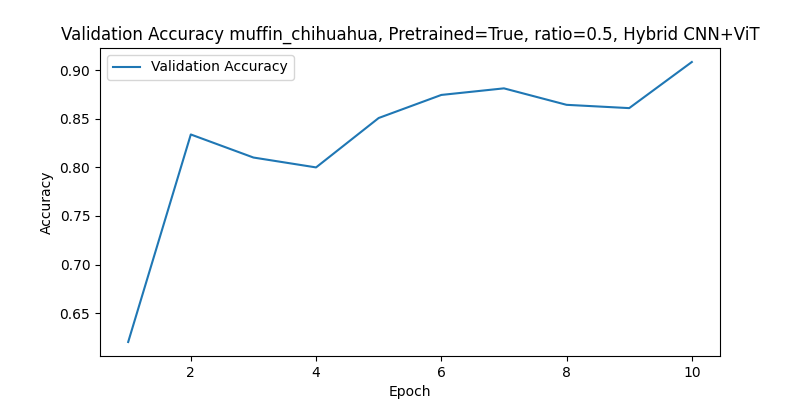 Validation Accuracy muffin_chihuahua, Pretrained=True, ratio=0.5, Hybrid CNN+ViT
Validation Accuracy
0.90
0.85
0.80
0.75
0.70
0.65
Accuracy
2 4 6 8 10
Epoch